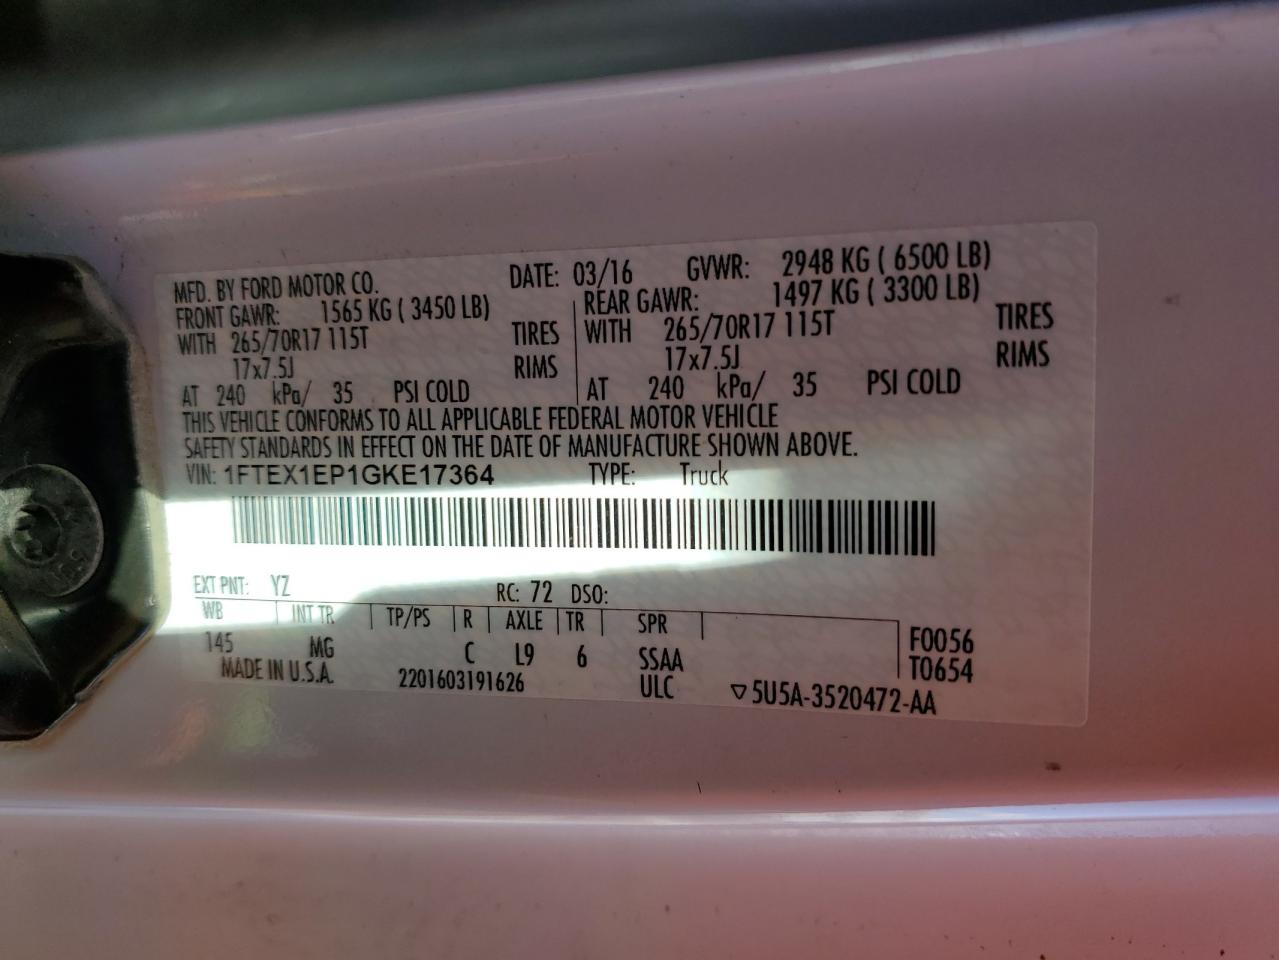 MFD. BY FORD MOTOR CO. DATE: 03/16 GVWR: 2948 KG ( 6500 LB)
FRONT GAWR: 1565 KG ( 3450 LB) REAR GAWR: 1497 KG ( 3300 LB)
WITH 265/70R17 115T TIRES WITH 265/70R17 115T TIRES
17x7.5J RIMS 17x7.5J RIMS
AT 240 kPa/ 35 PSI COLD AT 240 kPa/ 35 PSI COLD
THIS VEHICLE CONFORMS TO ALL APPLICABLE FEDERAL MOTOR VEHICLE
SAFETY STANDARDS IN EFFECT ON THE DATE OF MANUFACTURE SHOWN ABOVE.
VIN: 1FTEX1EP1GKE17364 TYPE: Truck
EXT PNT: YZ RC: 72 DSO:
WB INT TR TP/PS R AXLE TR SPR F0056
145 MG C L9 6 SSAA T0654
MADE IN U.S.A. 2201603191626 ULC ▽5U5A-3520472-AA